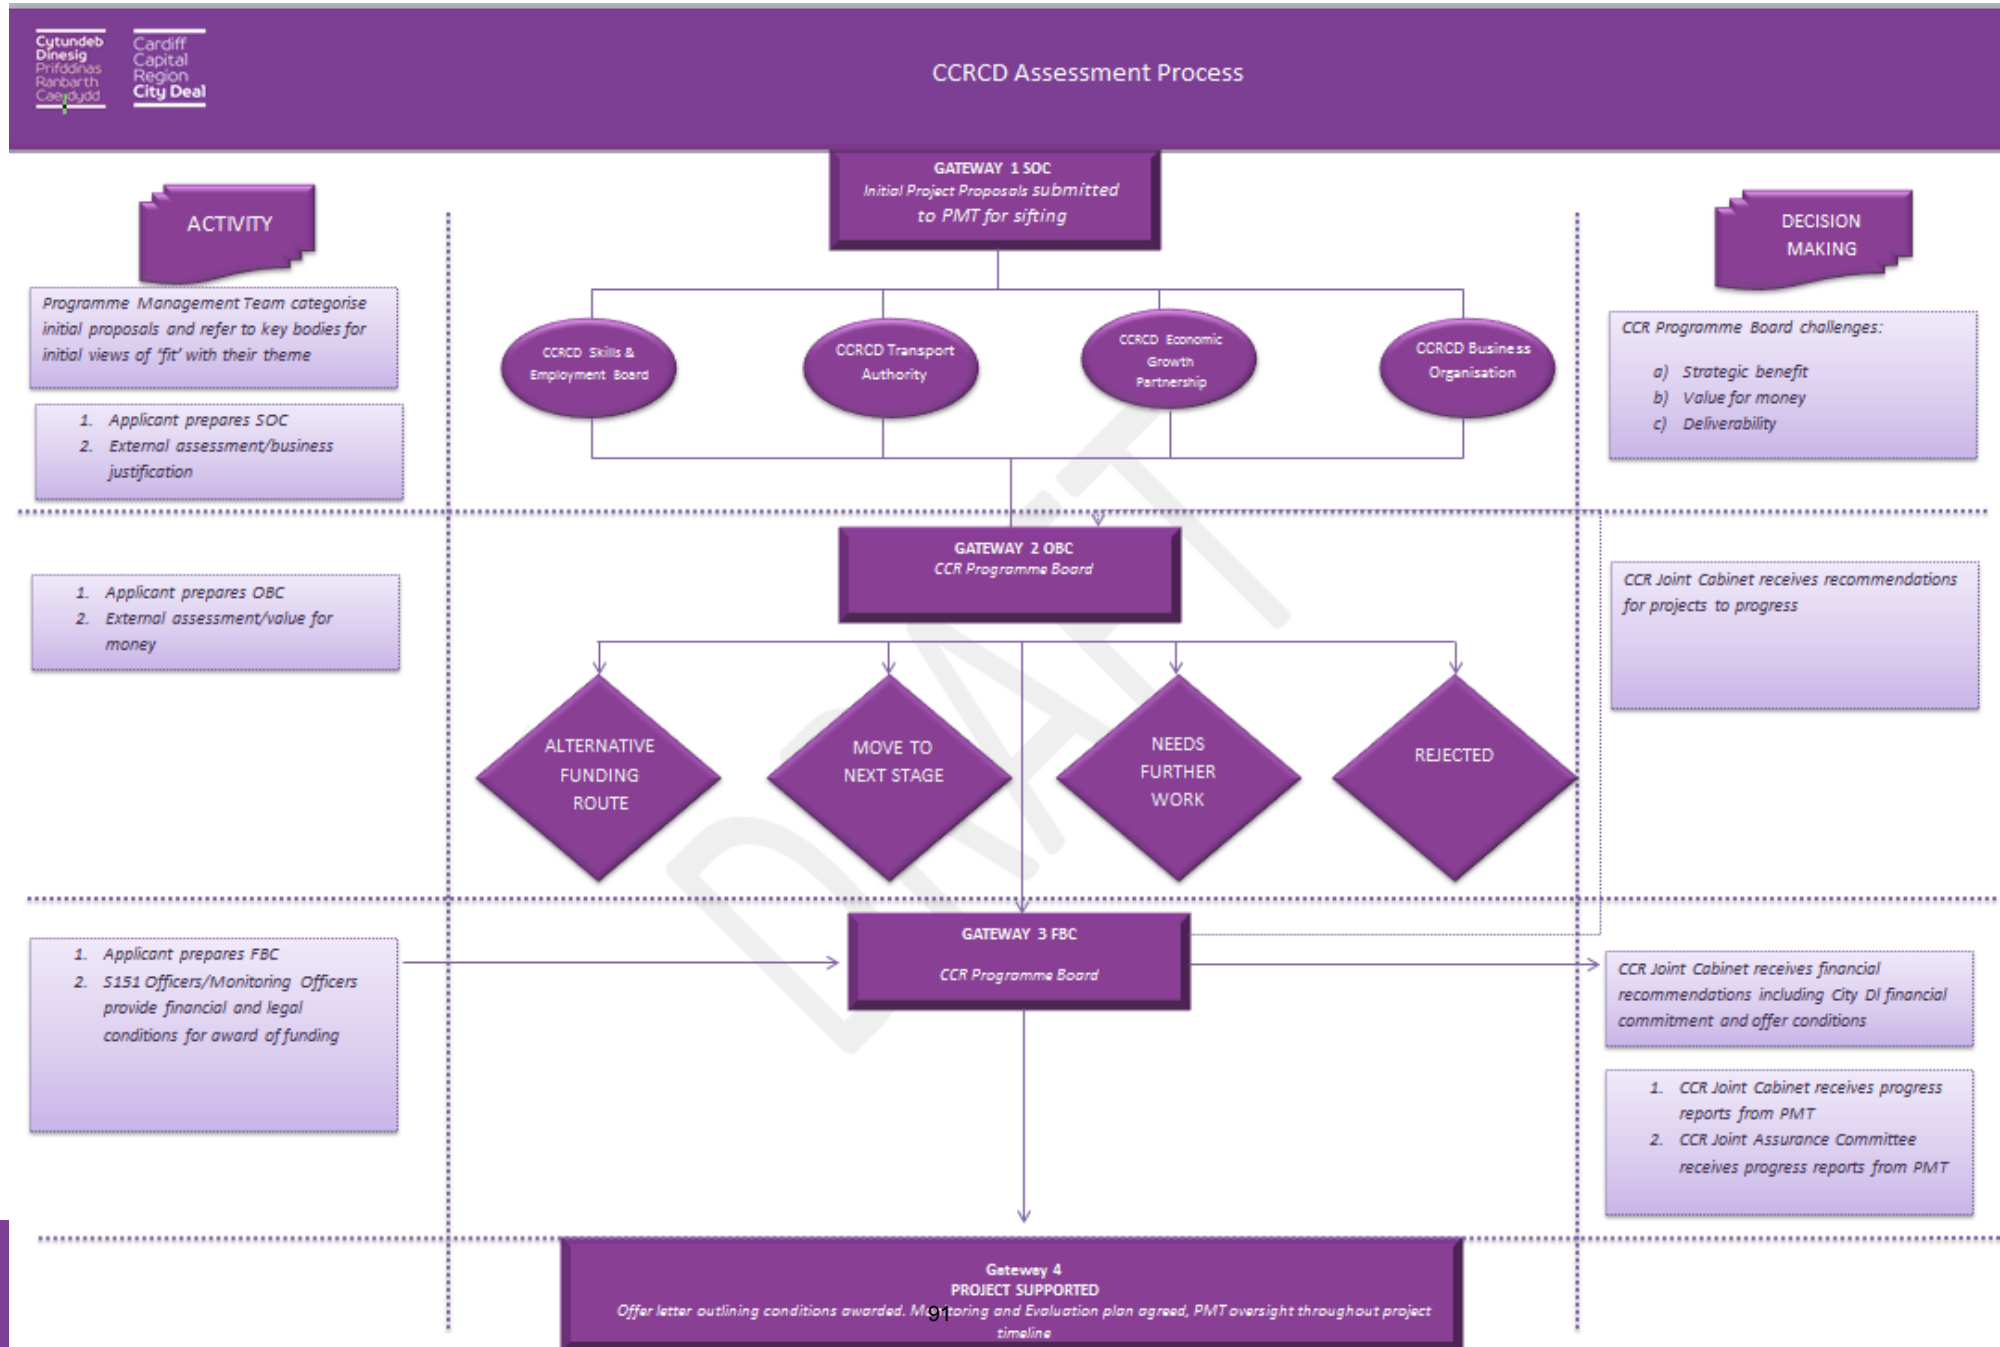 Cytundeb
Dinesig
Prifddinas
Ranbarth
Caerdydd
Cardiff
Capital
Region
City Deal
CCRCD Assessment Process
GATEWAY 1 SOC
Initial Project Proposals submitted
to PMT for sifting
ACTIVITY
DECISION
MAKING
Programme Management Team categorise
initial proposals and refer to key bodies for
initial views of ‘fit’ with their theme
1. Applicant prepares SOC
2. External assessment/business
justification
CCRCD Skills &
Employment Board
CCRCD Transport
Authority
CCRCD Economic
Growth
Partnership
CCRCD Business
Organisation
CCR Programme Board challenges:
a) Strategic benefit
b) Value for money
c) Deliverability
GATEWAY 2 OBC
CCR Programme Board
1. Applicant prepares OBC
2. External assessment/value for
money
CCR Joint Cabinet receives recommendations
for projects to progress
ALTERNATIVE
FUNDING
ROUTE
MOVE TO
NEXT STAGE
NEEDS
FURTHER
WORK
REJECTED
DRAFT
GATEWAY 3 FBC
CCR Programme Board
1. Applicant prepares FBC
2. S151 Officers/Monitoring Officers
provide financial and legal
conditions for award of funding
CCR Joint Cabinet receives financial
recommendations including City Dl financial
commitment and offer conditions
1. CCR Joint Cabinet receives progress
reports from PMT
2. CCR Joint Assurance Committee
receives progress reports from PMT
Gateway 4
PROJECT SUPPORTED
Offer letter outlining conditions awarded. Monitoring and Evaluation plan agreed, PMT oversight throughout project
timeline
91